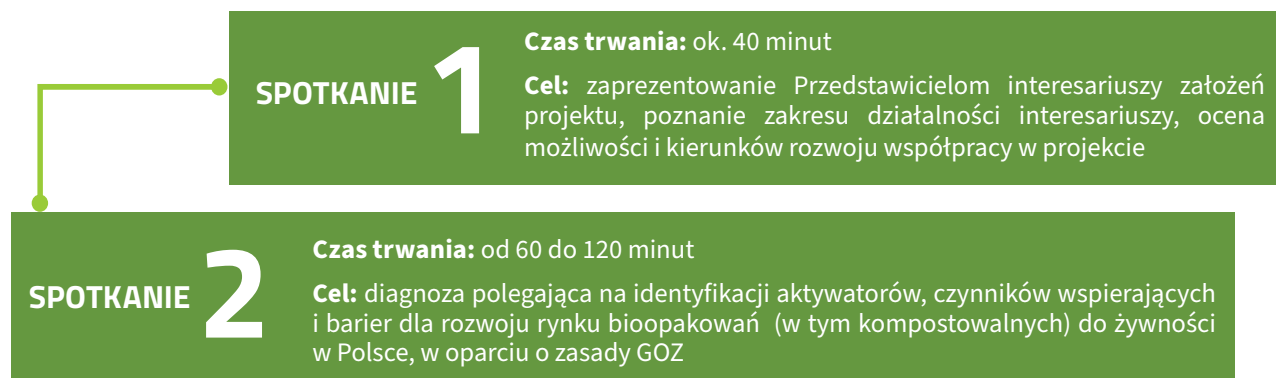 SPOTKANIE 1
Czas trwania: ok. 40 minut
Cel: zaprezentowanie Przedstawicielom interesariuszy założeń
projektu, poznanie zakresu działalności interesariuszy, ocena
możliwości i kierunków rozwoju współpracy w projekcie
SPOTKANIE 2
Czas trwania: od 60 do 120 minut
Cel: diagnoza polegająca na identyfikacji aktywatorów, czynników wspierających
i barier dla rozwoju rynku bioopakowań (w tym kompostowalnych) do żywności
w Polsce, w oparciu o zasady GOZ